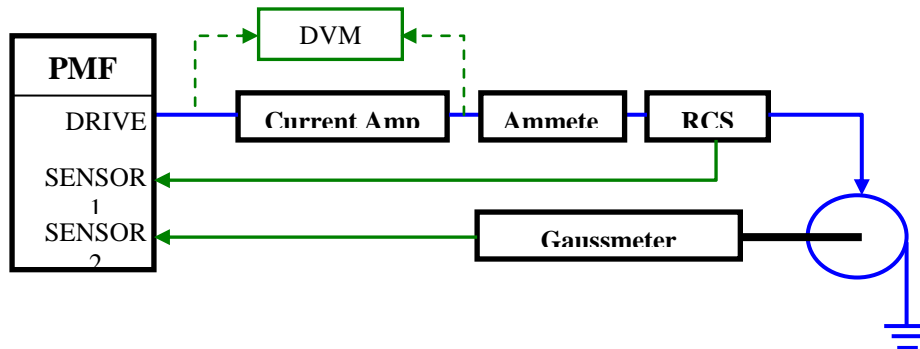 DVM
PMF
DRIVE
Current Amp
Ammete
RCS
SENSOR
1
SENSOR
2
Gaussmeter